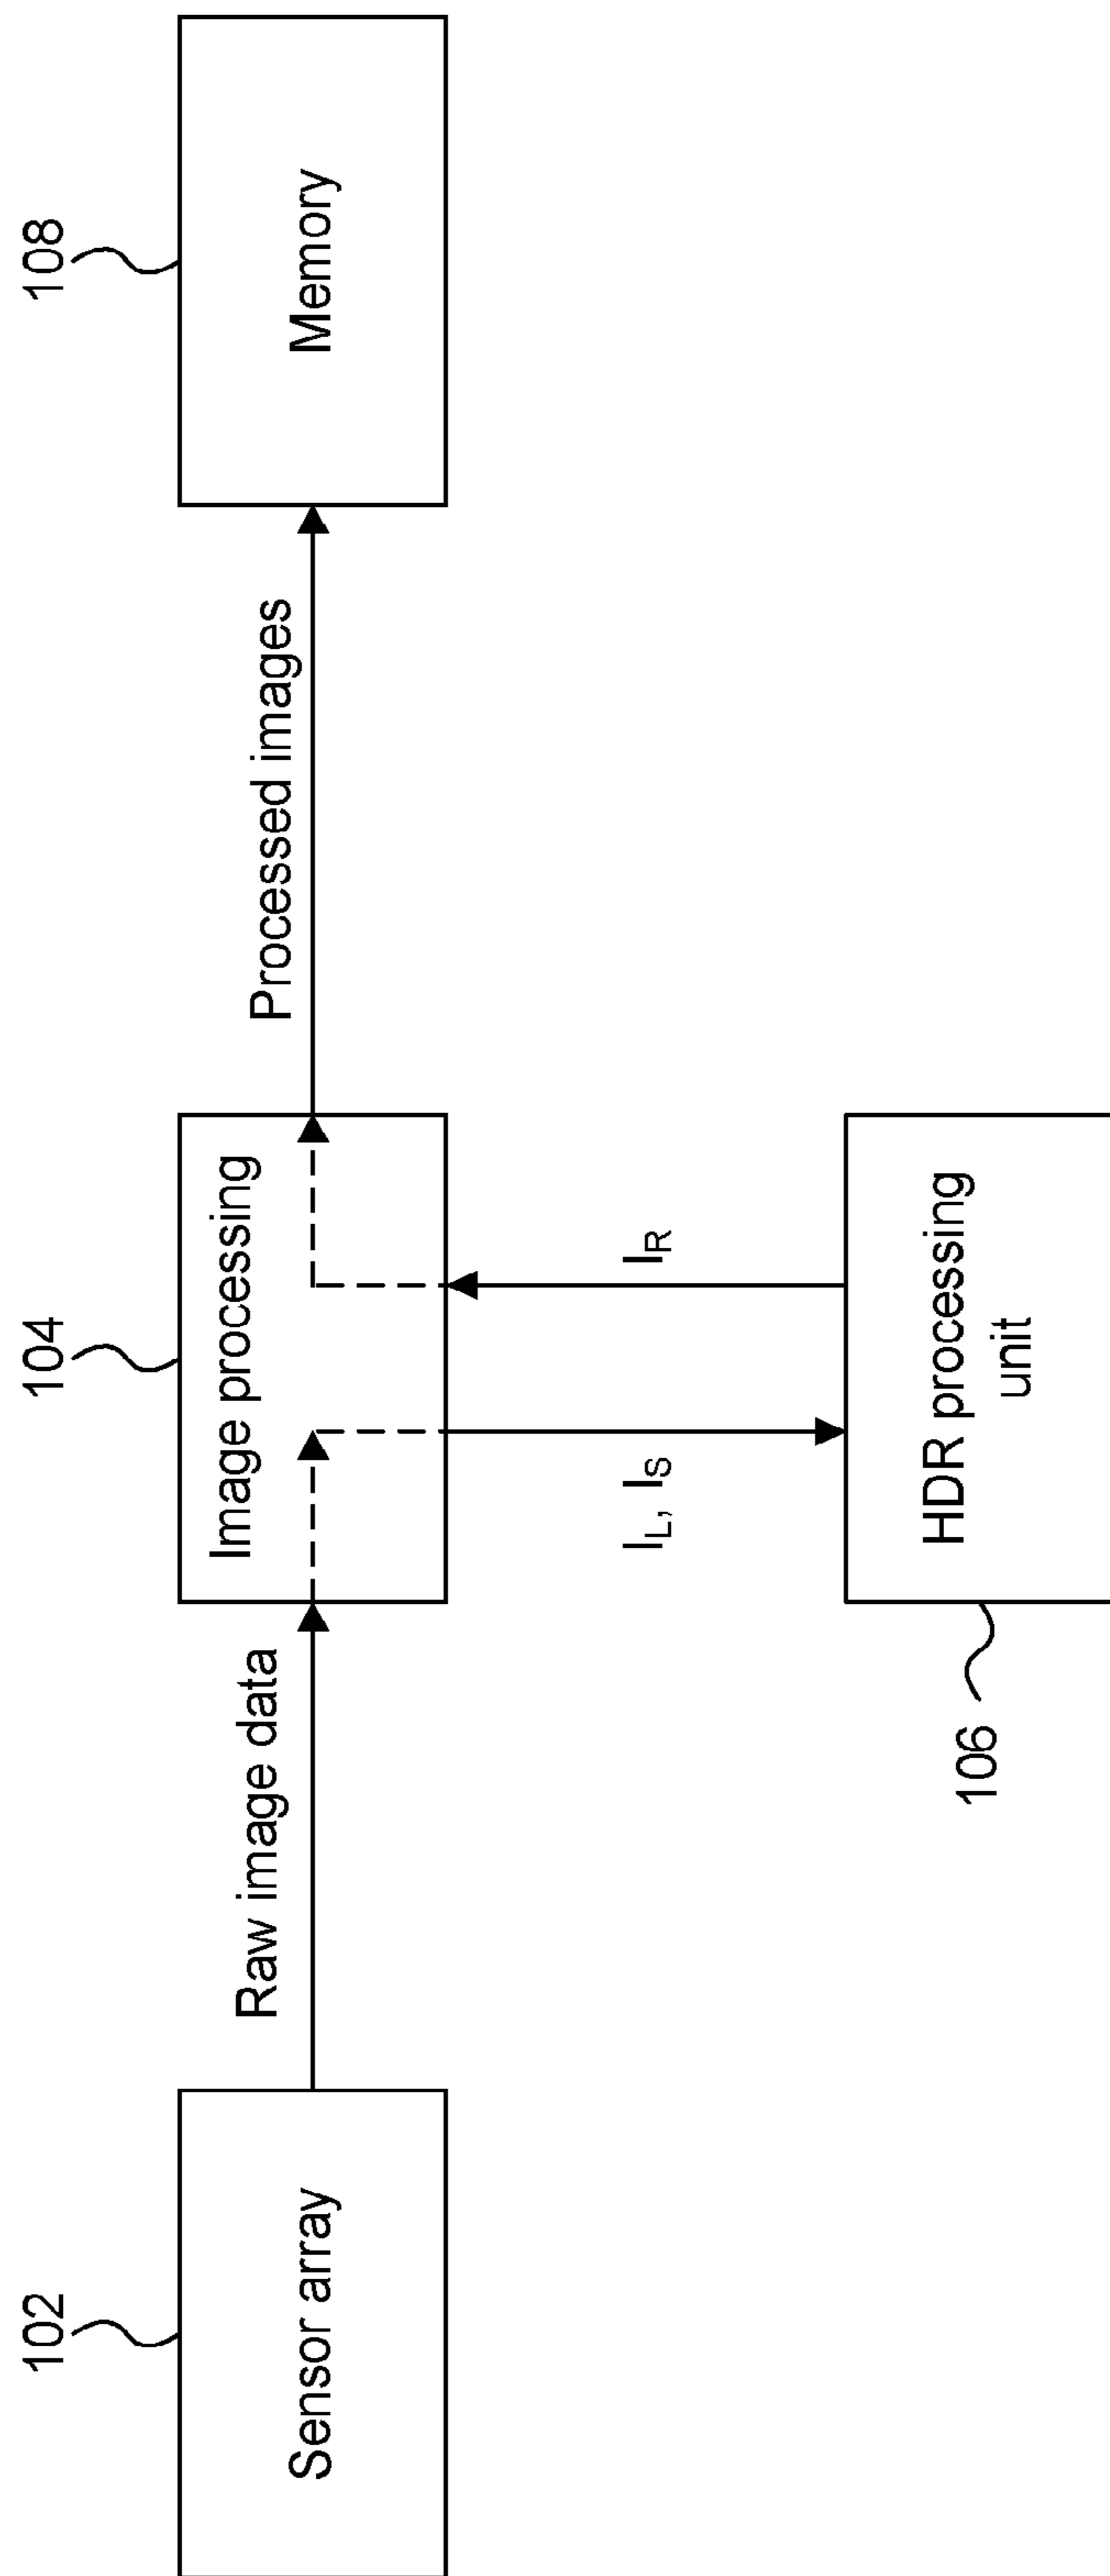 102
104
108
Sensor array
Raw image data
Image processing
Processed images
Memory
I_L, I_S
I_R
106
HDR processing
unit